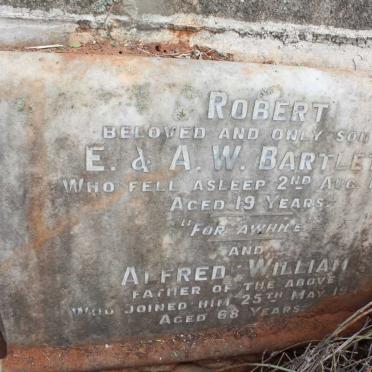 ROBERT
BELOVED AND ONLY SON
E. & A. W. BARTLE
WHO FELL ASLEEP 2ND AUG
AGED 19 YEARS.
"FOR AWHILE"
AND
ALFRED WILLIAM
FATHER OF THE ABOVE
WHO JOINED HIM 25TH MAY
AGED 68 YEARS